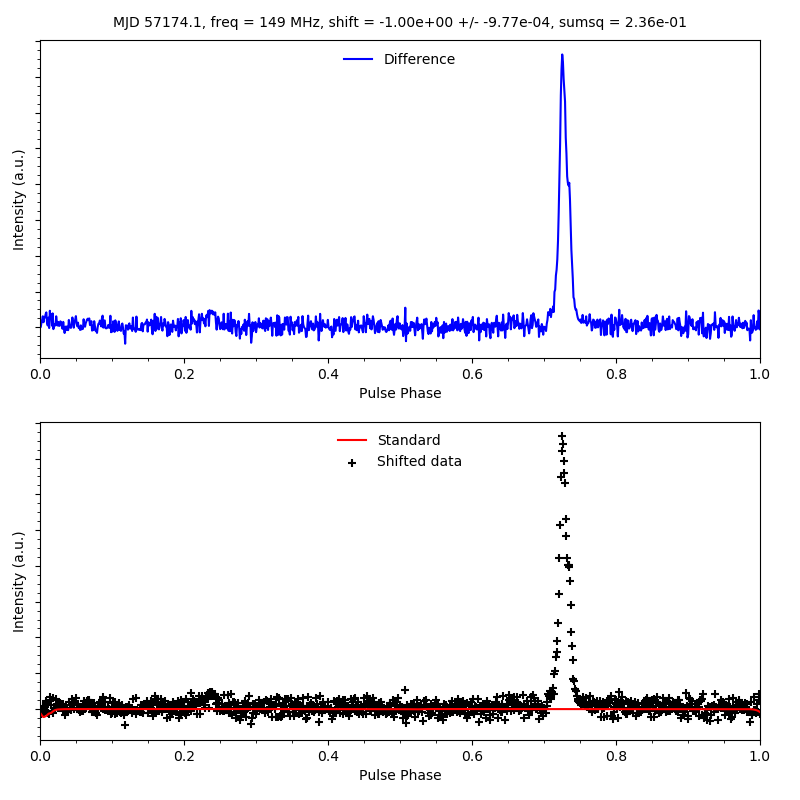 MJD 57174.1, freq = 149 MHz, shift = -1.00e+00 +/- -9.77e-04, sumsq = 2.36e-01
Difference
Intensity (a.u.)
0.0 0.2 0.4 0.6 0.8 1.0
Pulse Phase
Standard
Shifted data
Intensity (a.u.)
0.0 0.2 0.4 0.6 0.8 1.0
Pulse Phase